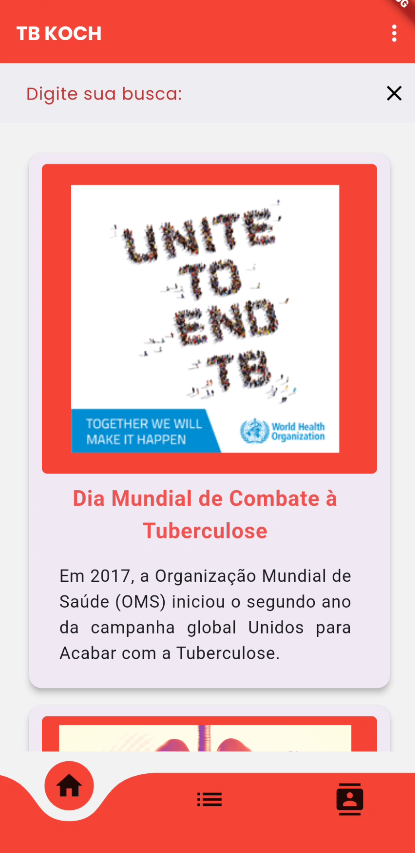 TB KOCH
Digite sua busca:
UNITE
TO
END
TB
TOGETHER WE WILL
MAKE IT HAPPEN
World Health
Organization
Dia Mundial de Combate à
Tuberculose
Em 2017, a Organização Mundial de
Saúde (OMS) iniciou o segundo ano
da campanha global Unidos para
Acabar com a Tuberculose.